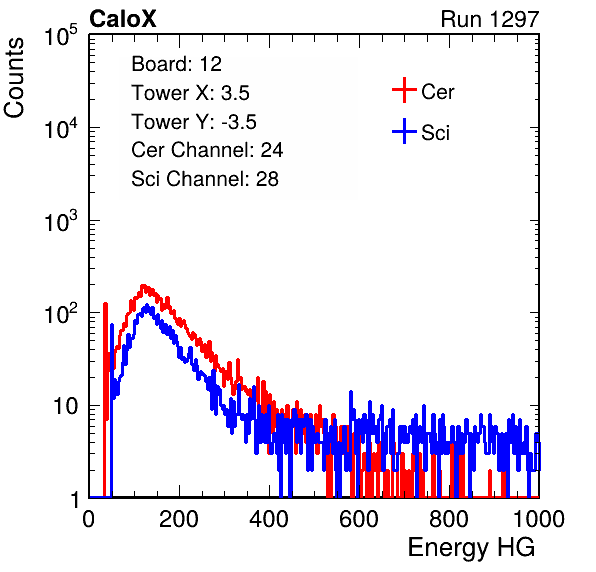 CaloX Run 1297
Counts
Board: 12
Tower X: 3.5
Tower Y: -3.5
Cer Channel: 24
Sci Channel: 28
Cer
Sci
10^5
10^4
10^3
10^2
10
1
0 200 400 600 800 1000
Energy HG